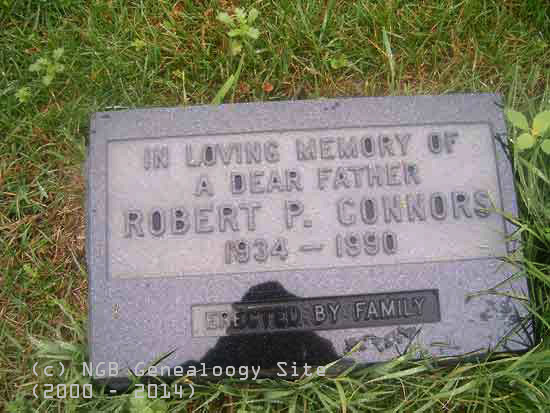 IN LOVING MEMORY OF
A DEAR FATHER
ROBERT P. CONNORS
1934 — 1990
ERECTED BY FAMILY
(c) NGB Genealoogy Site
(2000 - 2014)